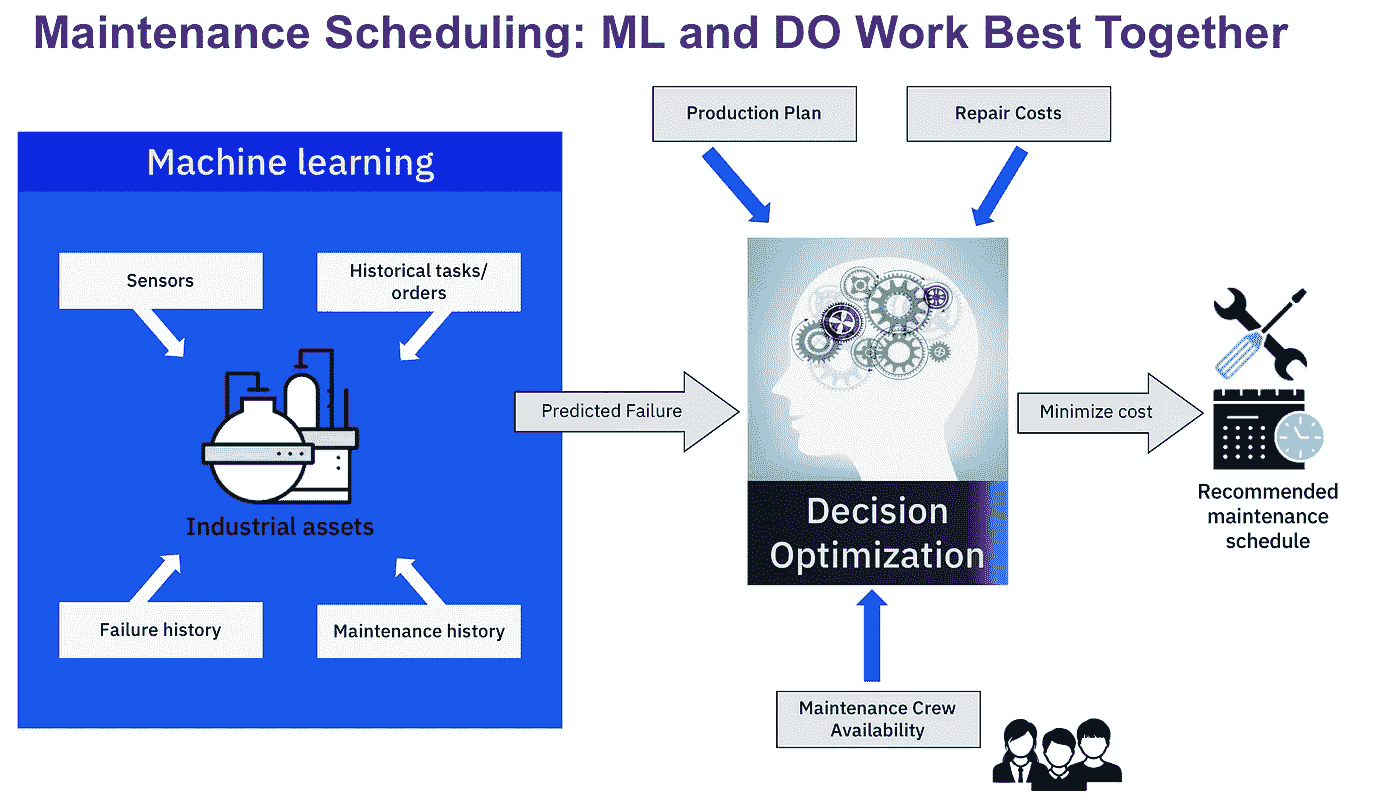 Maintenance Scheduling: ML and DO Work Best Together
Production Plan
Repair Costs
Machine learning
Sensors
Historical tasks/
orders
Industrial assets
Failure history
Maintenance history
Predicted Failure
Decision
Optimization
Minimize cost
Recommended
maintenance
schedule
Maintenance Crew
Availability